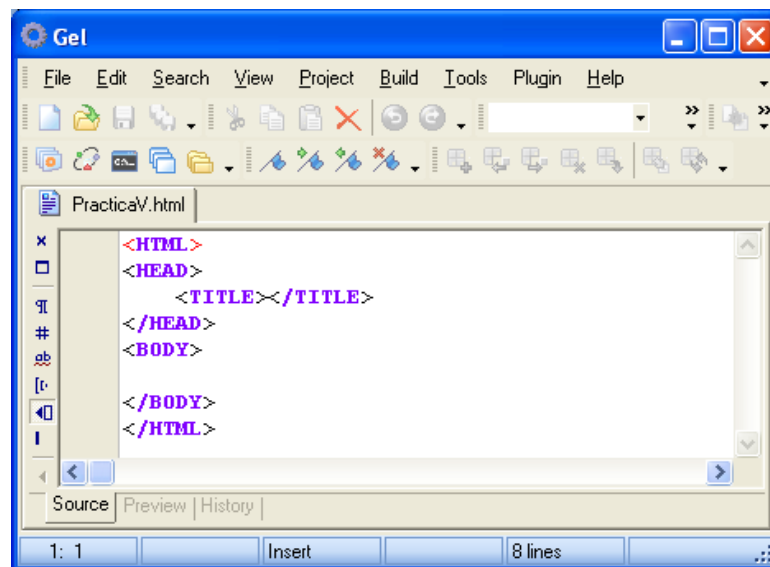 Gel
File Edit Search View Project Build Tools Plugin Help
PracticaV.html
<HTML>
<HEAD>
<TITLE></TITLE>
</HEAD>
<BODY>
</BODY>
</HTML>
Source Preview | History |
1: 1 Insert 8 lines